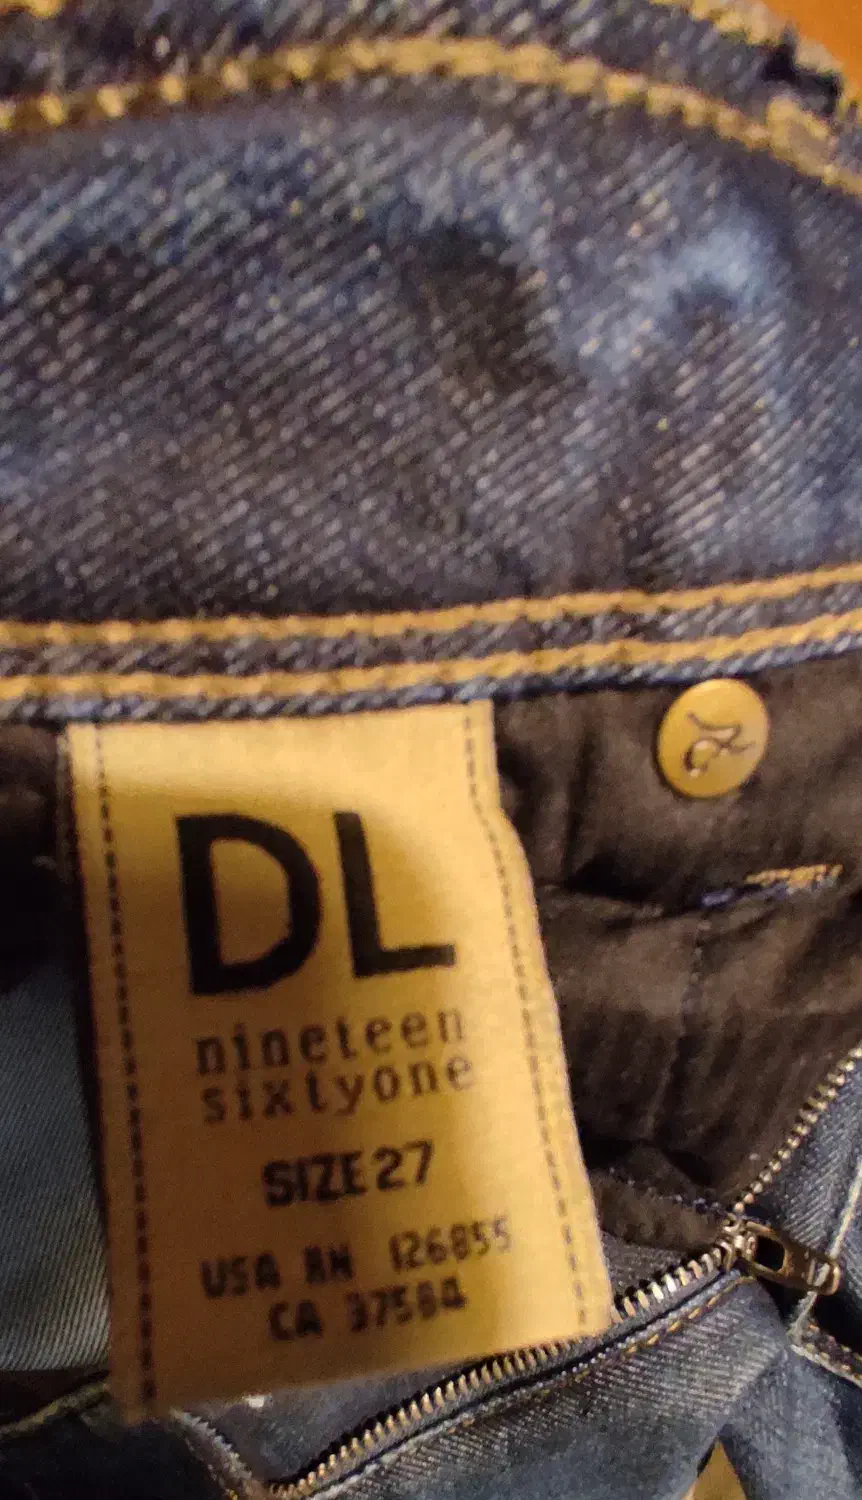 DL
nineteen
sixtyone
SIZE 27
USA RN 126855
CA 37584